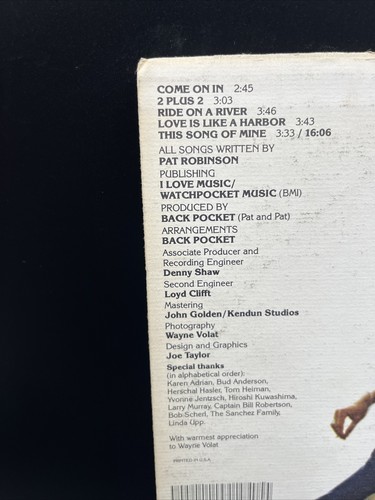 COME ON IN 2:45
2 PLUS 2 3:03
RIDE ON A RIVER 3:46
LOVE IS LIKE A HARBOR 3:43
THIS SONG OF MINE 3:33 / 16:06
ALL SONGS WRITTEN BY
PAT ROBINSON
PUBLISHING
I LOVE MUSIC/
WATCHPOCKET MUSIC (BMI)
PRODUCED BY
BACK POCKET (Pat and Pat)
ARRANGEMENTS
BACK POCKET
Associate Producer and
Recording Engineer
Denny Shaw
Second Engineer
Loyd Clifft
Mastering
John Golden/Kendun Studios
Photography
Wayne Volat
Design and Graphics
Joe Taylor
Special thanks
(in alphabetical order):
Karen Adrian, Bud Anderson,
Herschal Hasler, Tom Heiman,
Yvonne Jentzsch, Hiroshi Kuwashima,
Larry Murray, Captain Bill Robertson,
Bob Scherl, The Sanchez Family,
Linda Upp.
With warmest appreciation
to Wayne Volat
PRINTED IN U.S.A.